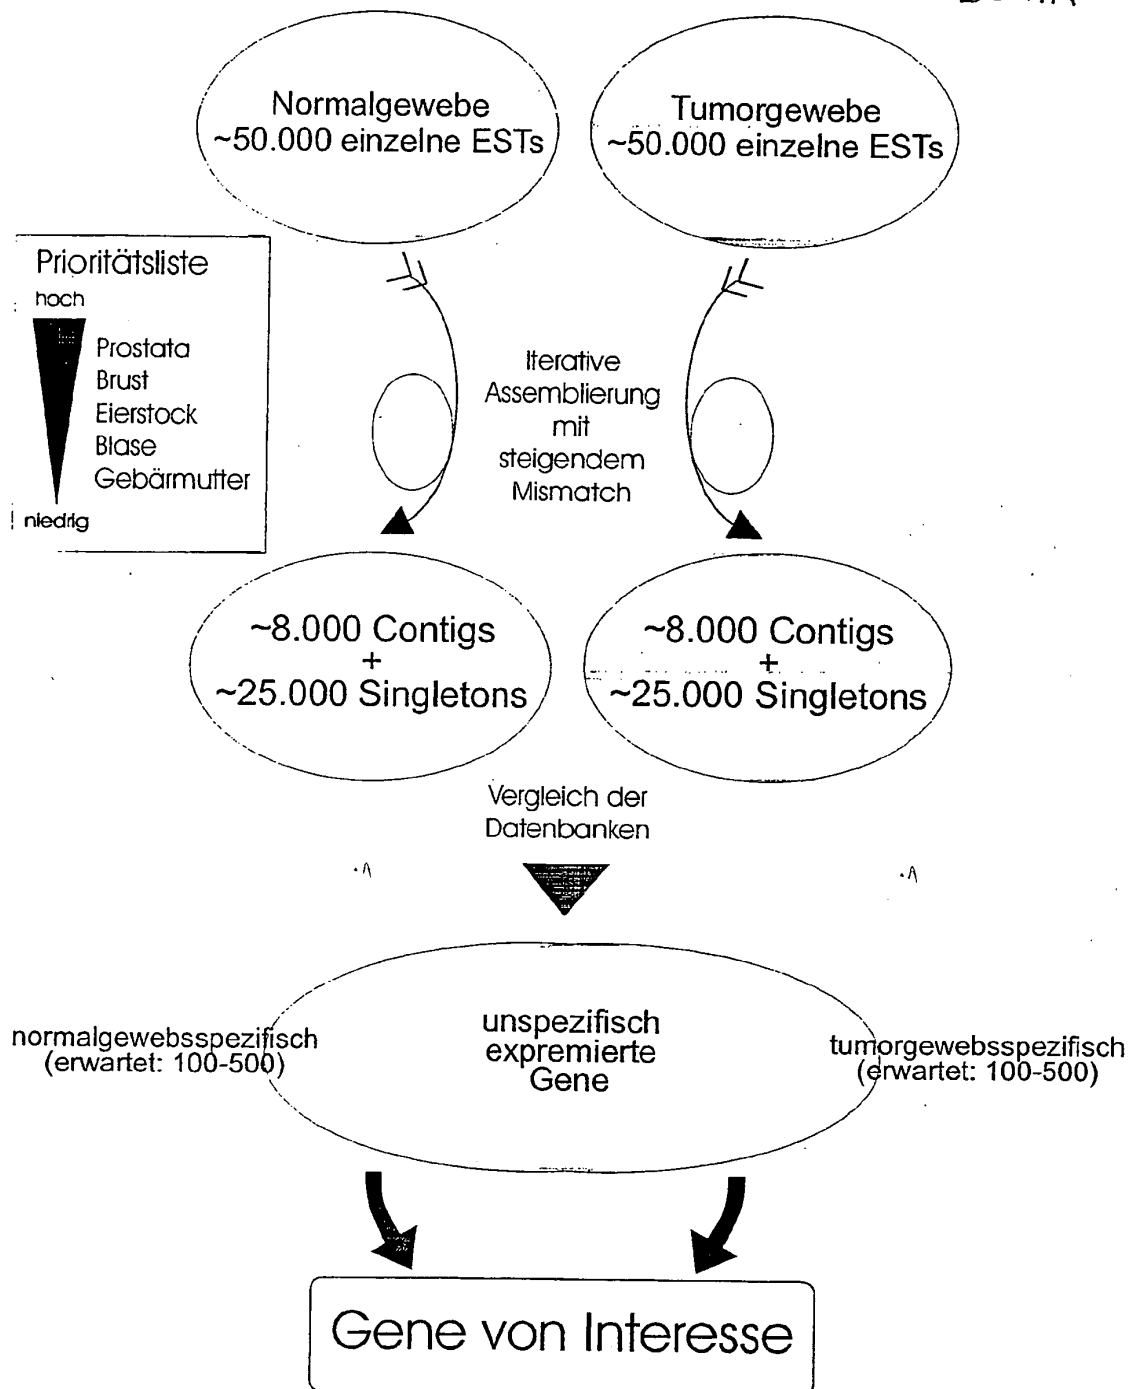 Normalgewebe
~50.000 einzelne ESTs
Tumorgewebe
~50.000 einzelne ESTs
Prioritätsliste
hoch
Prostata
Brust
Eierstock
Blase
Gebärmutter
niedrig
Iterative
Assemblierung
mit
steigendem
Mismatch
~8.000 Contigs
+
~25.000 Singletons
~8.000 Contigs
+
~25.000 Singletons
Vergleich der
Datenbanken
normalgewebsspezifisch
(erwartet: 100-500)
unspezifisch
expremierte
Gene
tumorgewebsspezifisch
(erwartet: 100-500)
Gene von Interesse